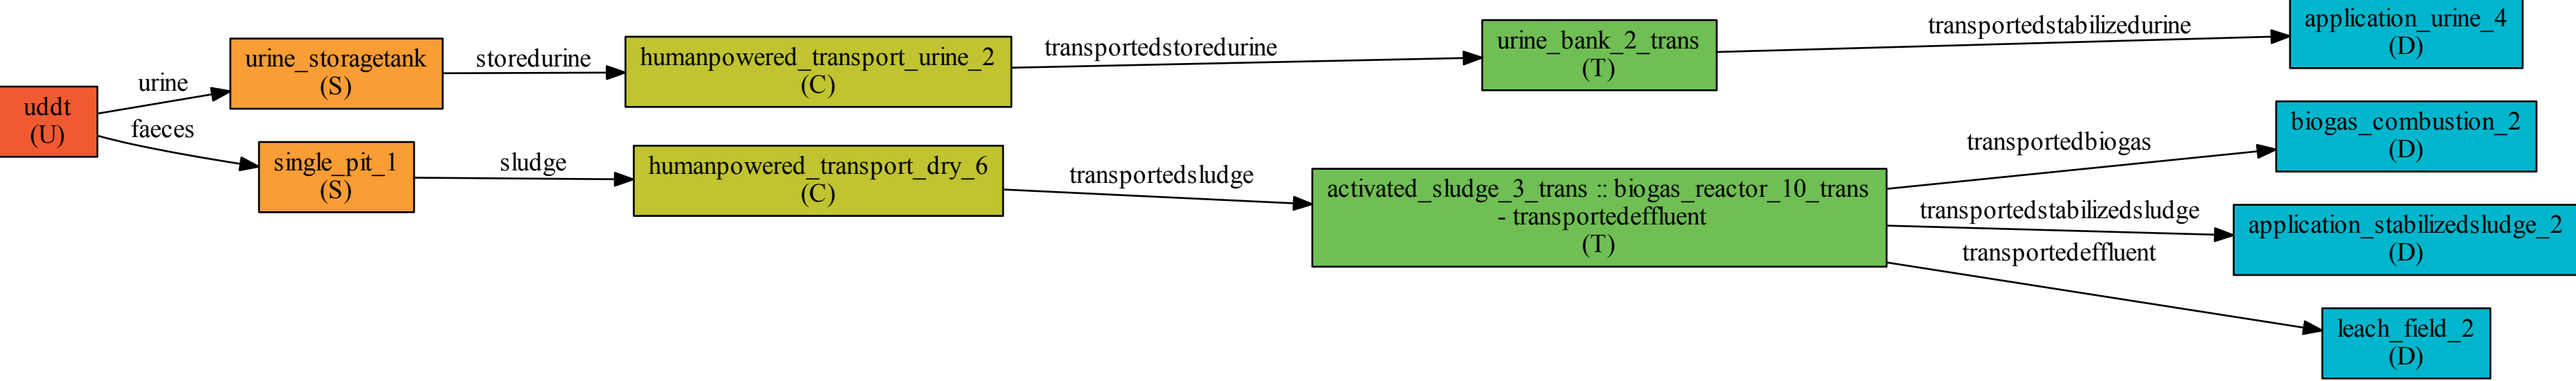 uddt
(U)
urine
faeces
urine_storagetank
(S)
single_pit_1
(S)
storedurine
sludge
humanpowered_transport_urine_2
(C)
humanpowered_transport_dry_6
(C)
transportedstoredurine
transportedsludge
urine_bank_2_trans
(T)
activated_sludge_3_trans :: biogas_reactor_10_trans
- transportedeffluent
(T)
transportedstabilizedurine
transportedbiogas
transportedstabilizedsludge
transportedeffluent
application_urine_4
(D)
biogas_combustion_2
(D)
application_stabilizedsludge_2
(D)
leach_field_2
(D)